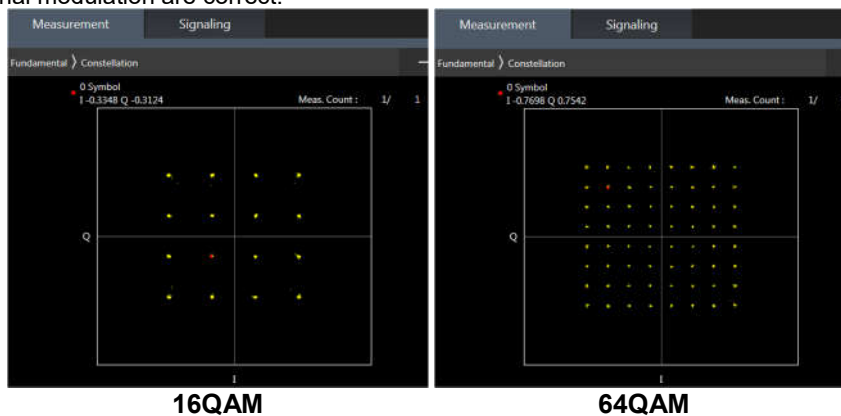 nal modulation are correct.
Measurement Signaling
Fundamental 〉 Constellation
0 Symbol
I -0.3348 Q -0.3124 Meas. Count : 1/ 1
Q
I
16QAM
Measurement Signaling
Fundamental 〉 Constellation
0 Symbol
I -0.7698 Q 0.7542 Meas. Count : 1/
Q
I
64QAM